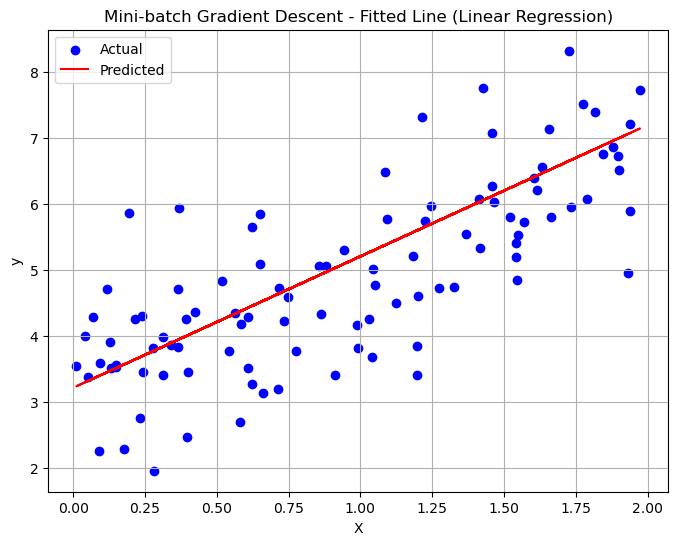 Mini-batch Gradient Descent - Fitted Line (Linear Regression)
Actual
Predicted
8
7
6
5
4
3
2
y
0.00 0.25 0.50 0.75 1.00 1.25 1.50 1.75 2.00
X